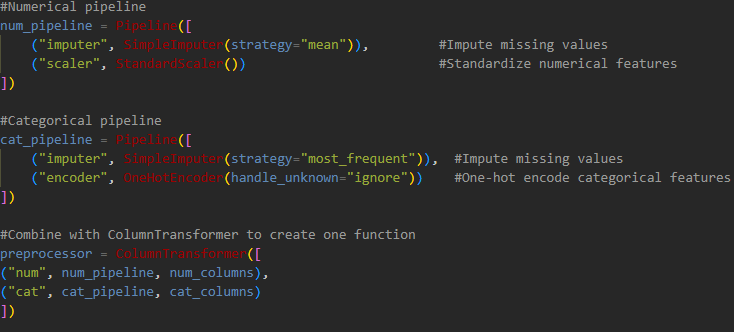 #Numerical pipeline
num_pipeline = Pipeline([
    ("imputer", SimpleImputer(strategy="mean")),         #Impute missing values
    ("scaler", StandardScaler())                         #Standardize numerical features
])

#Categorical pipeline
cat_pipeline = Pipeline([
    ("imputer", SimpleImputer(strategy="most_frequent")),  #Impute missing values
    ("encoder", OneHotEncoder(handle_unknown="ignore"))    #One-hot encode categorical features
])

#Combine with ColumnTransformer to create one function
preprocessor = ColumnTransformer([
("num", num_pipeline, num_columns),
("cat", cat_pipeline, cat_columns)
])